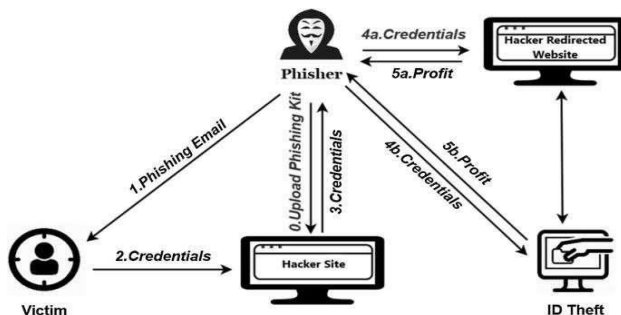 4a.Credentials
5a.Profit
Hacker Redirected
Website
Phisher
1.Phishing Email
0.Upload Phishing Kit
3.Credentials
5b.Profit
4b.Credentials
2.Credentials
Hacker Site
Victim
ID Theft